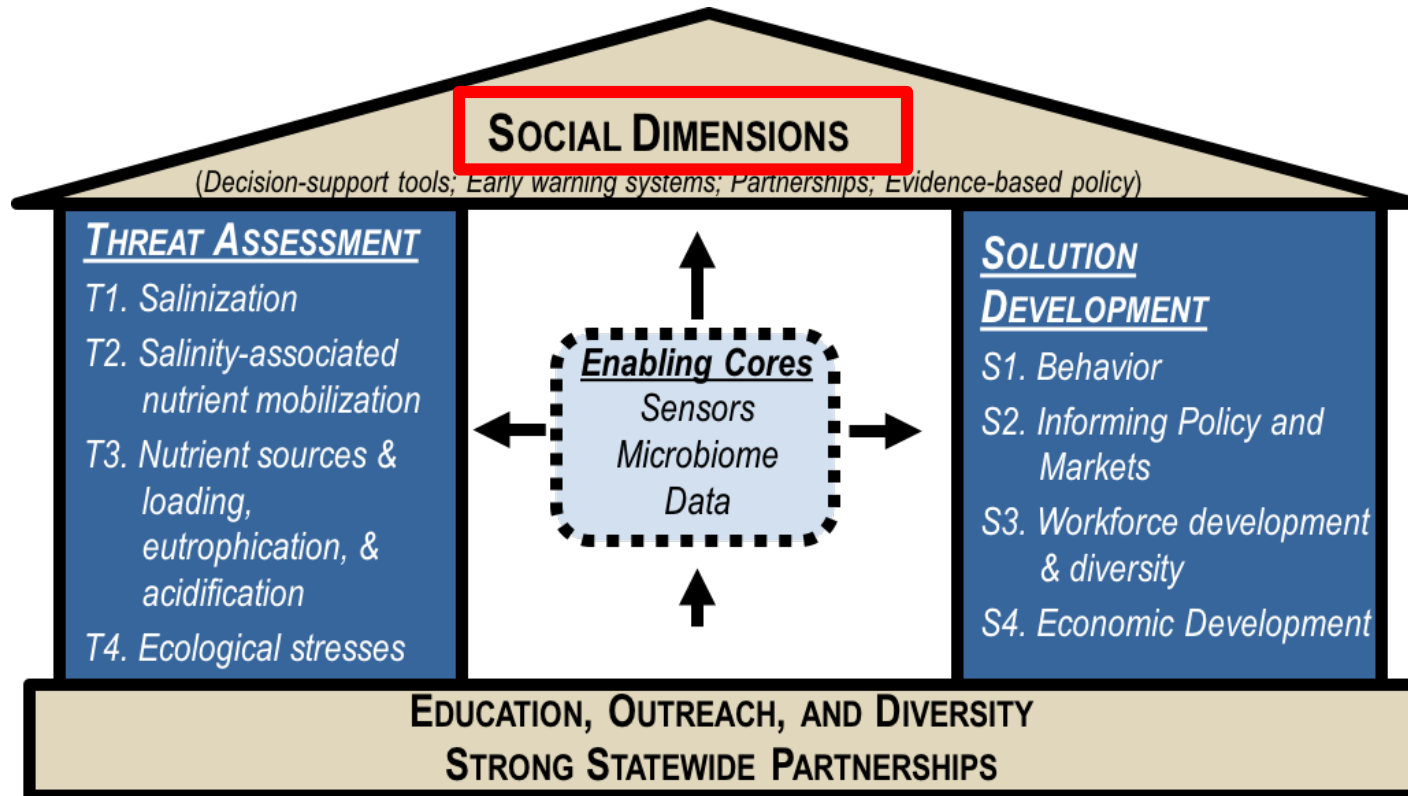 SOCIAL DIMENSIONS
(Decision-support tools; Early warning systems; Partnerships; Evidence-based policy)
THREAT ASSESSMENT
T1. Salinization
T2. Salinity-associated
nutrient mobilization
T3. Nutrient sources &
loading,
eutrophication, &
acidification
T4. Ecological stresses
Enabling Cores
Sensors
Microbiome
Data
SOLUTION
DEVELOPMENT
S1. Behavior
S2. Informing Policy and
Markets
S3. Workforce development
& diversity
S4. Economic Development
EDUCATION, OUTREACH, AND DIVERSITY
STRONG STATEWIDE PARTNERSHIPS